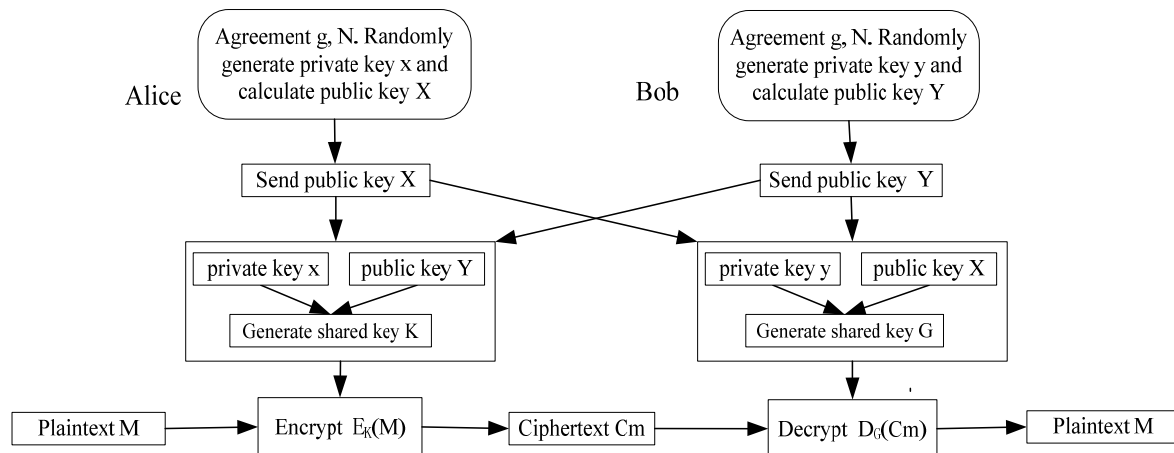 Agreement g, N. Randomly
generate private key x and
calculate public key X
Alice
Agreement g, N. Randomly
generate private key y and
calculate public key Y
Bob
Send public key X
Send public key Y
private key x
public key Y
Generate shared key K
private key y
public key X
Generate shared key G
Plaintext M
Encrypt EK(M)
Ciphertext Cm
Decrypt DG(Cm)
Plaintext M